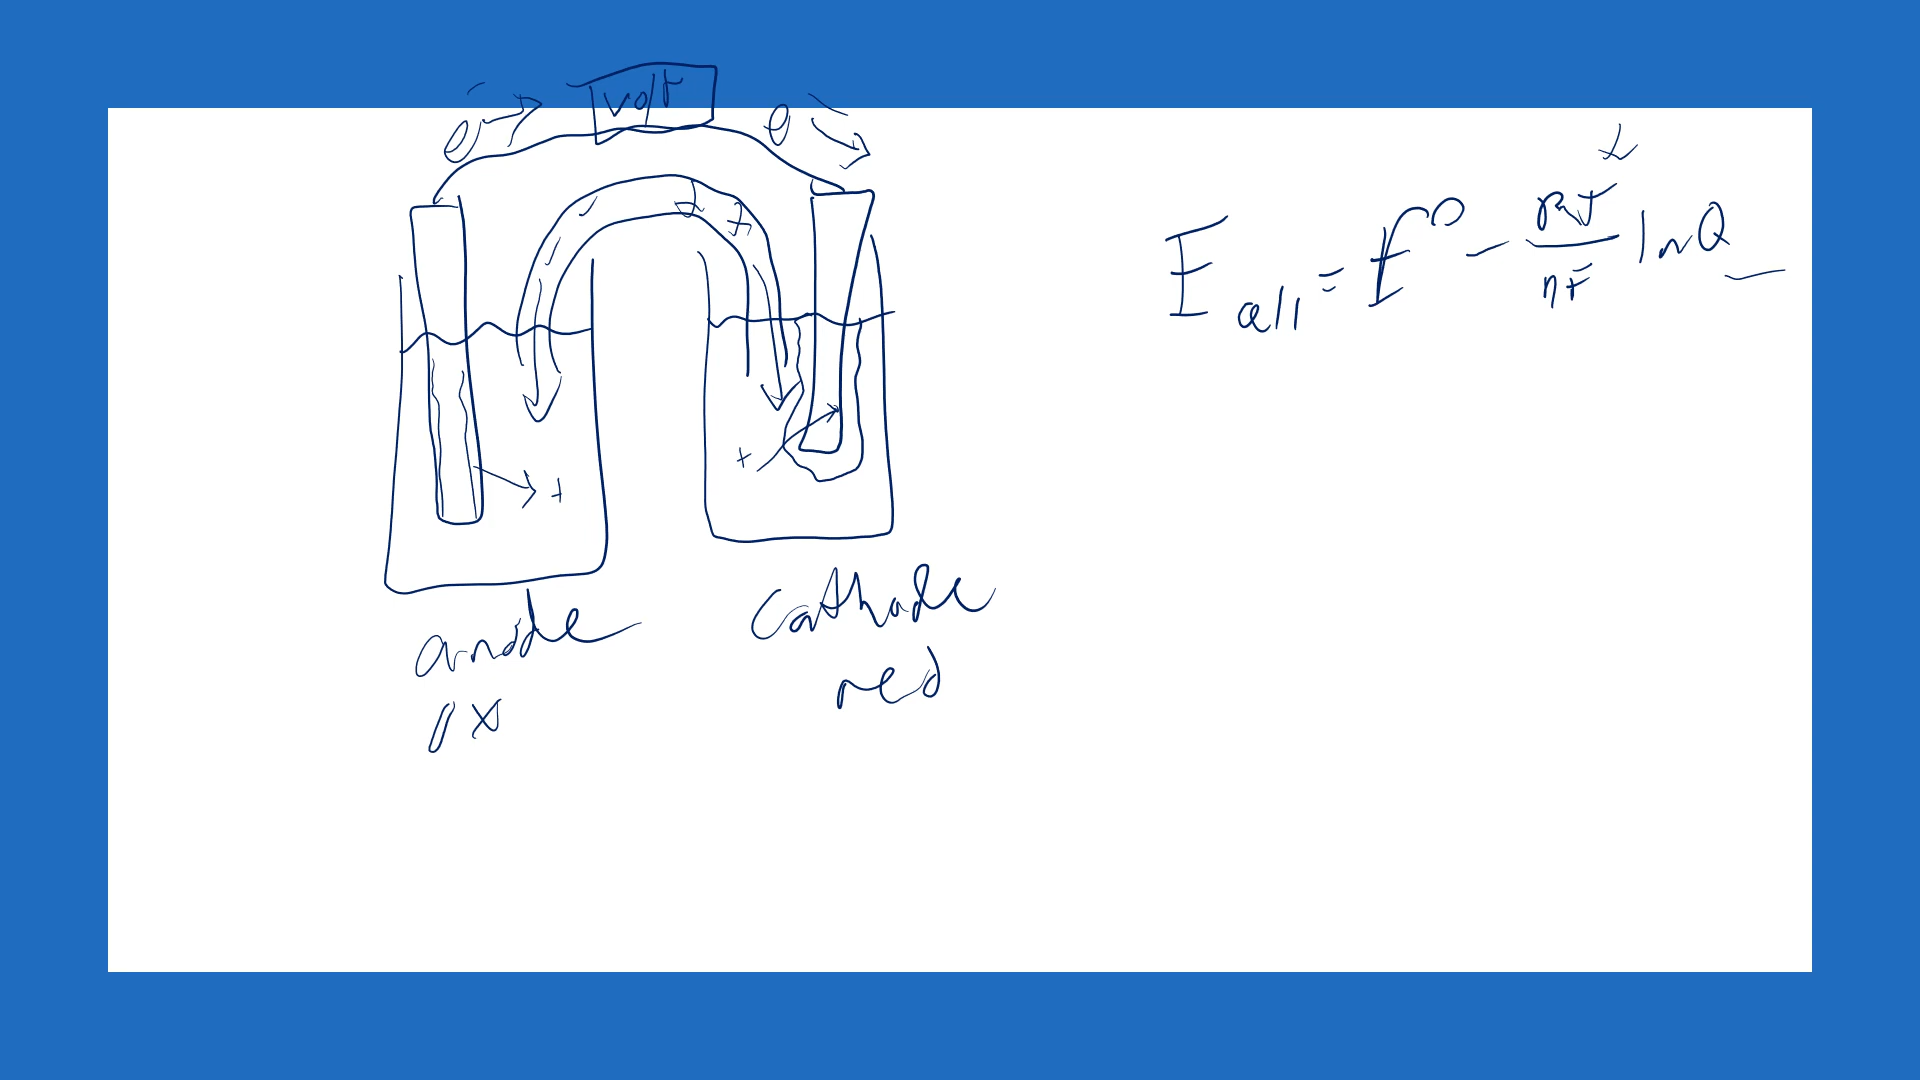 e⁻ → volt e⁻ →
E cell = E° - RT/nF ln Q
+
+
anode
cathode
ox
red